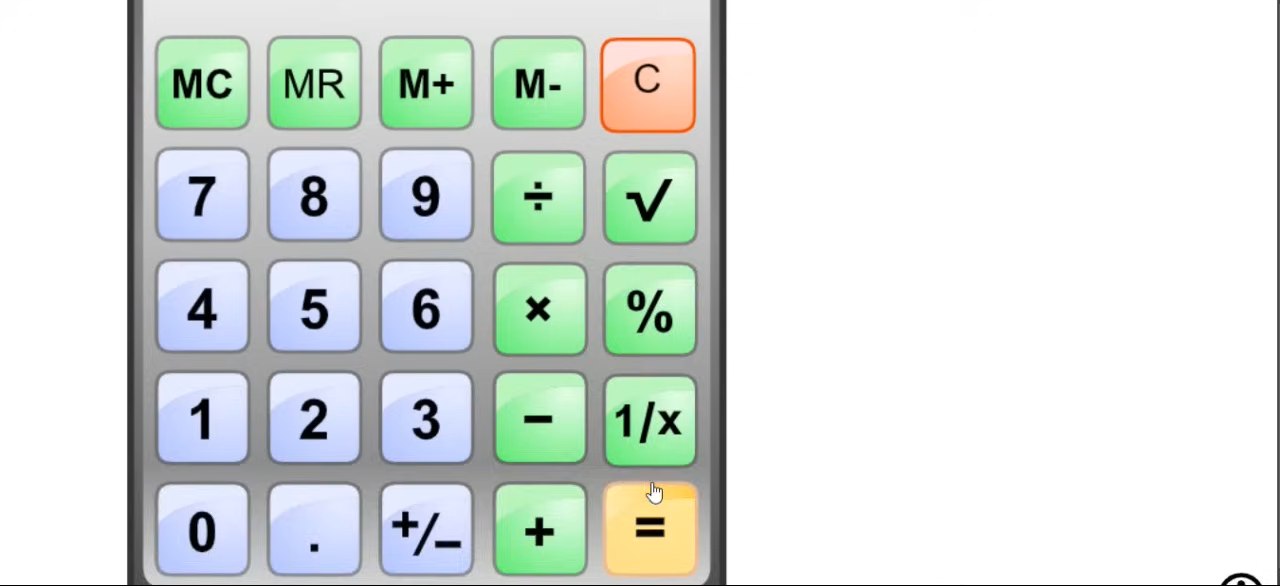 MC MR M+ M- C
7 8 9 ÷ √
4 5 6 × %
1 2 3 − 1/x
0 . +/− + =